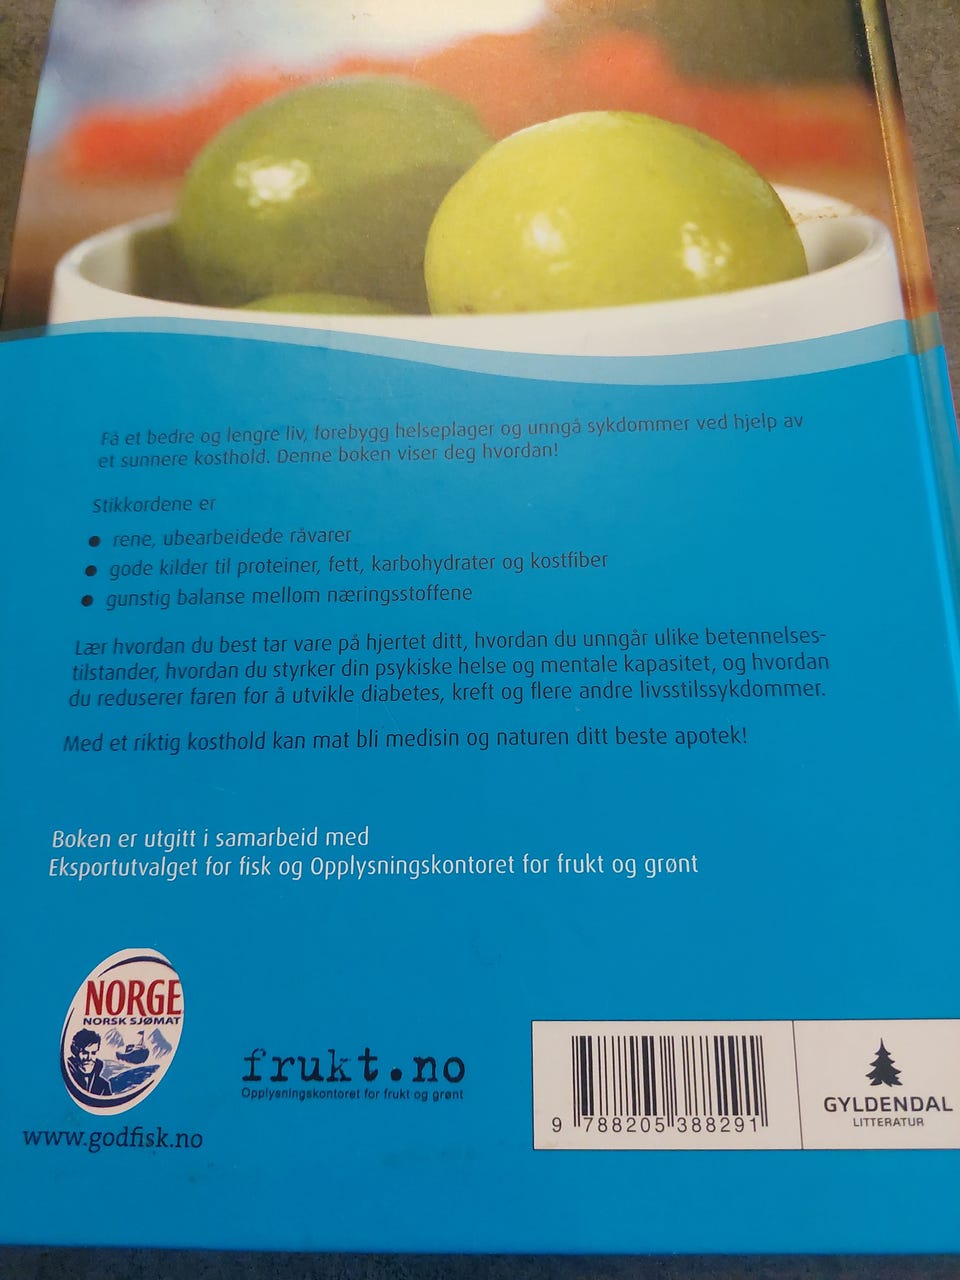 Få et bedre og lengre liv, forebygg helseplager og unngå sykdommer ved hjelp av
et sunnere kosthold. Denne boken viser deg hvordan!
Stikkordene er
● rene, ubearbeidede råvarer
● gode kilder til proteiner, fett, karbohydrater og kostfiber
● gunstig balanse mellom næringsstoffene
Lær hvordan du best tar vare på hjertet ditt, hvordan du unngår ulike betennelses-
tilstander, hvordan du styrker din psykiske helse og mentale kapasitet, og hvordan
du reduserer faren for å utvikle diabetes, kreft og flere andre livsstilssykdommer.
Med et riktig kosthold kan mat bli medisin og naturen ditt beste apotek!
Boken er utgitt i samarbeid med
Eksportutvalget for fisk og Opplysningskontoret for frukt og grønt
NORGE
NORSK SJØMAT
www.godfisk.no
frukt.no
Opplysningskontoret for frukt og grønt
9 788205 388291
GYLDENDAL
LITTERATUR